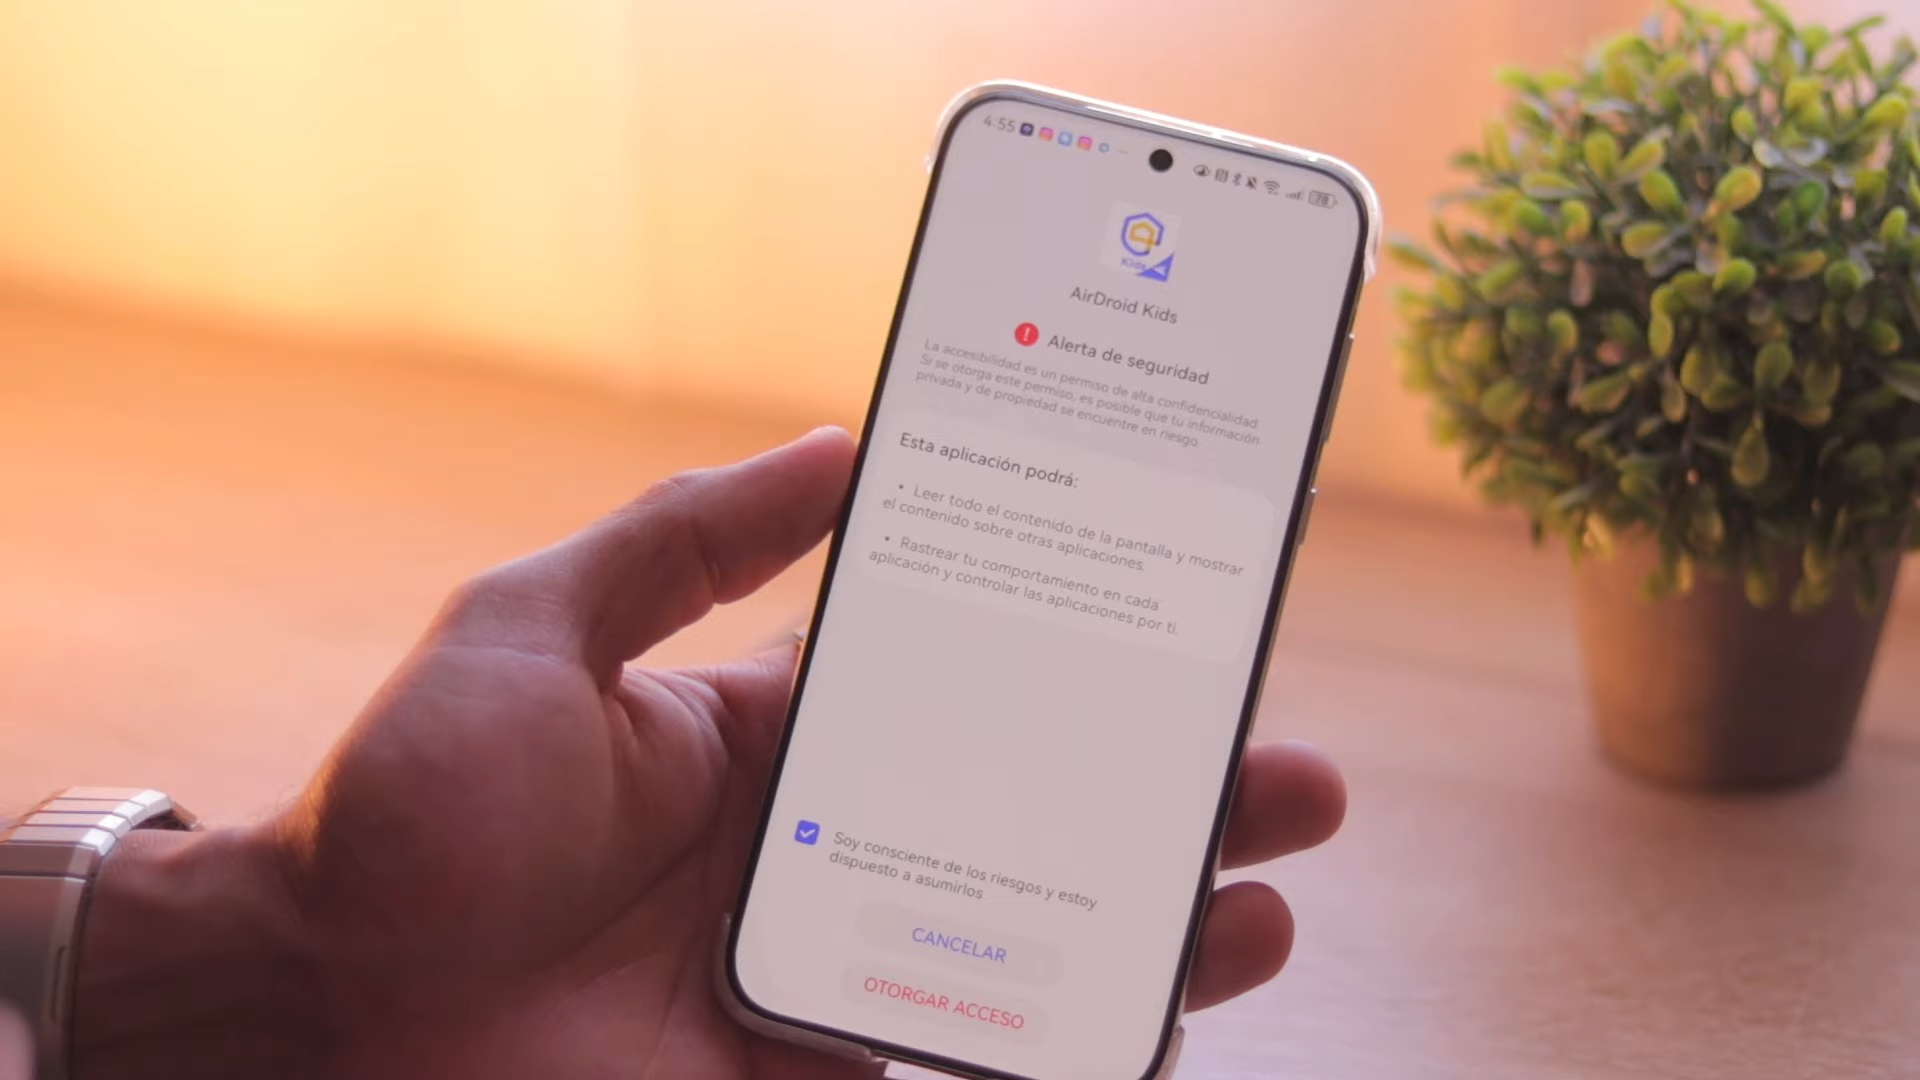 4:55
78
Kids
AirDroid Kids
Alerta de seguridad
La accesibilidad es un permiso de alta confidencialidad.
Si se otorga este permiso, es posible que tu información
privada y de propiedad se encuentre en riesgo.
Esta aplicación podrá:
• Leer todo el contenido de la pantalla y mostrar
el contenido sobre otras aplicaciones.
• Rastrear tu comportamiento en cada
aplicación y controlar las aplicaciones por ti.
Soy consciente de los riesgos y estoy
dispuesto a asumirlos
CANCELAR
OTORGAR ACCESO